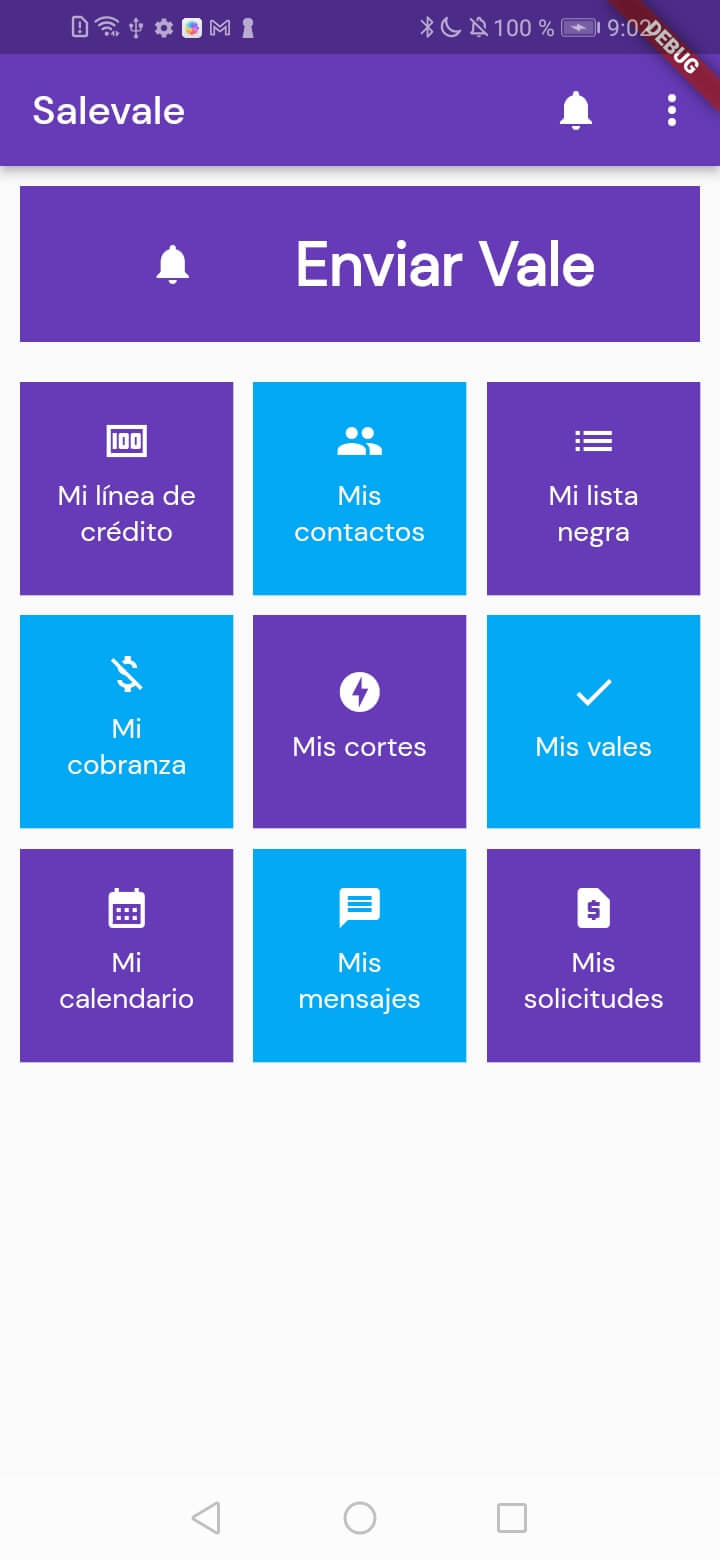 100 % 9:02
DEBUG
Salevale
Enviar Vale
100
Mi línea de
crédito
Mis
contactos
Mi lista
negra
Mi
cobranza
Mis cortes
Mis vales
Mi
calendario
Mis
mensajes
Mis
solicitudes